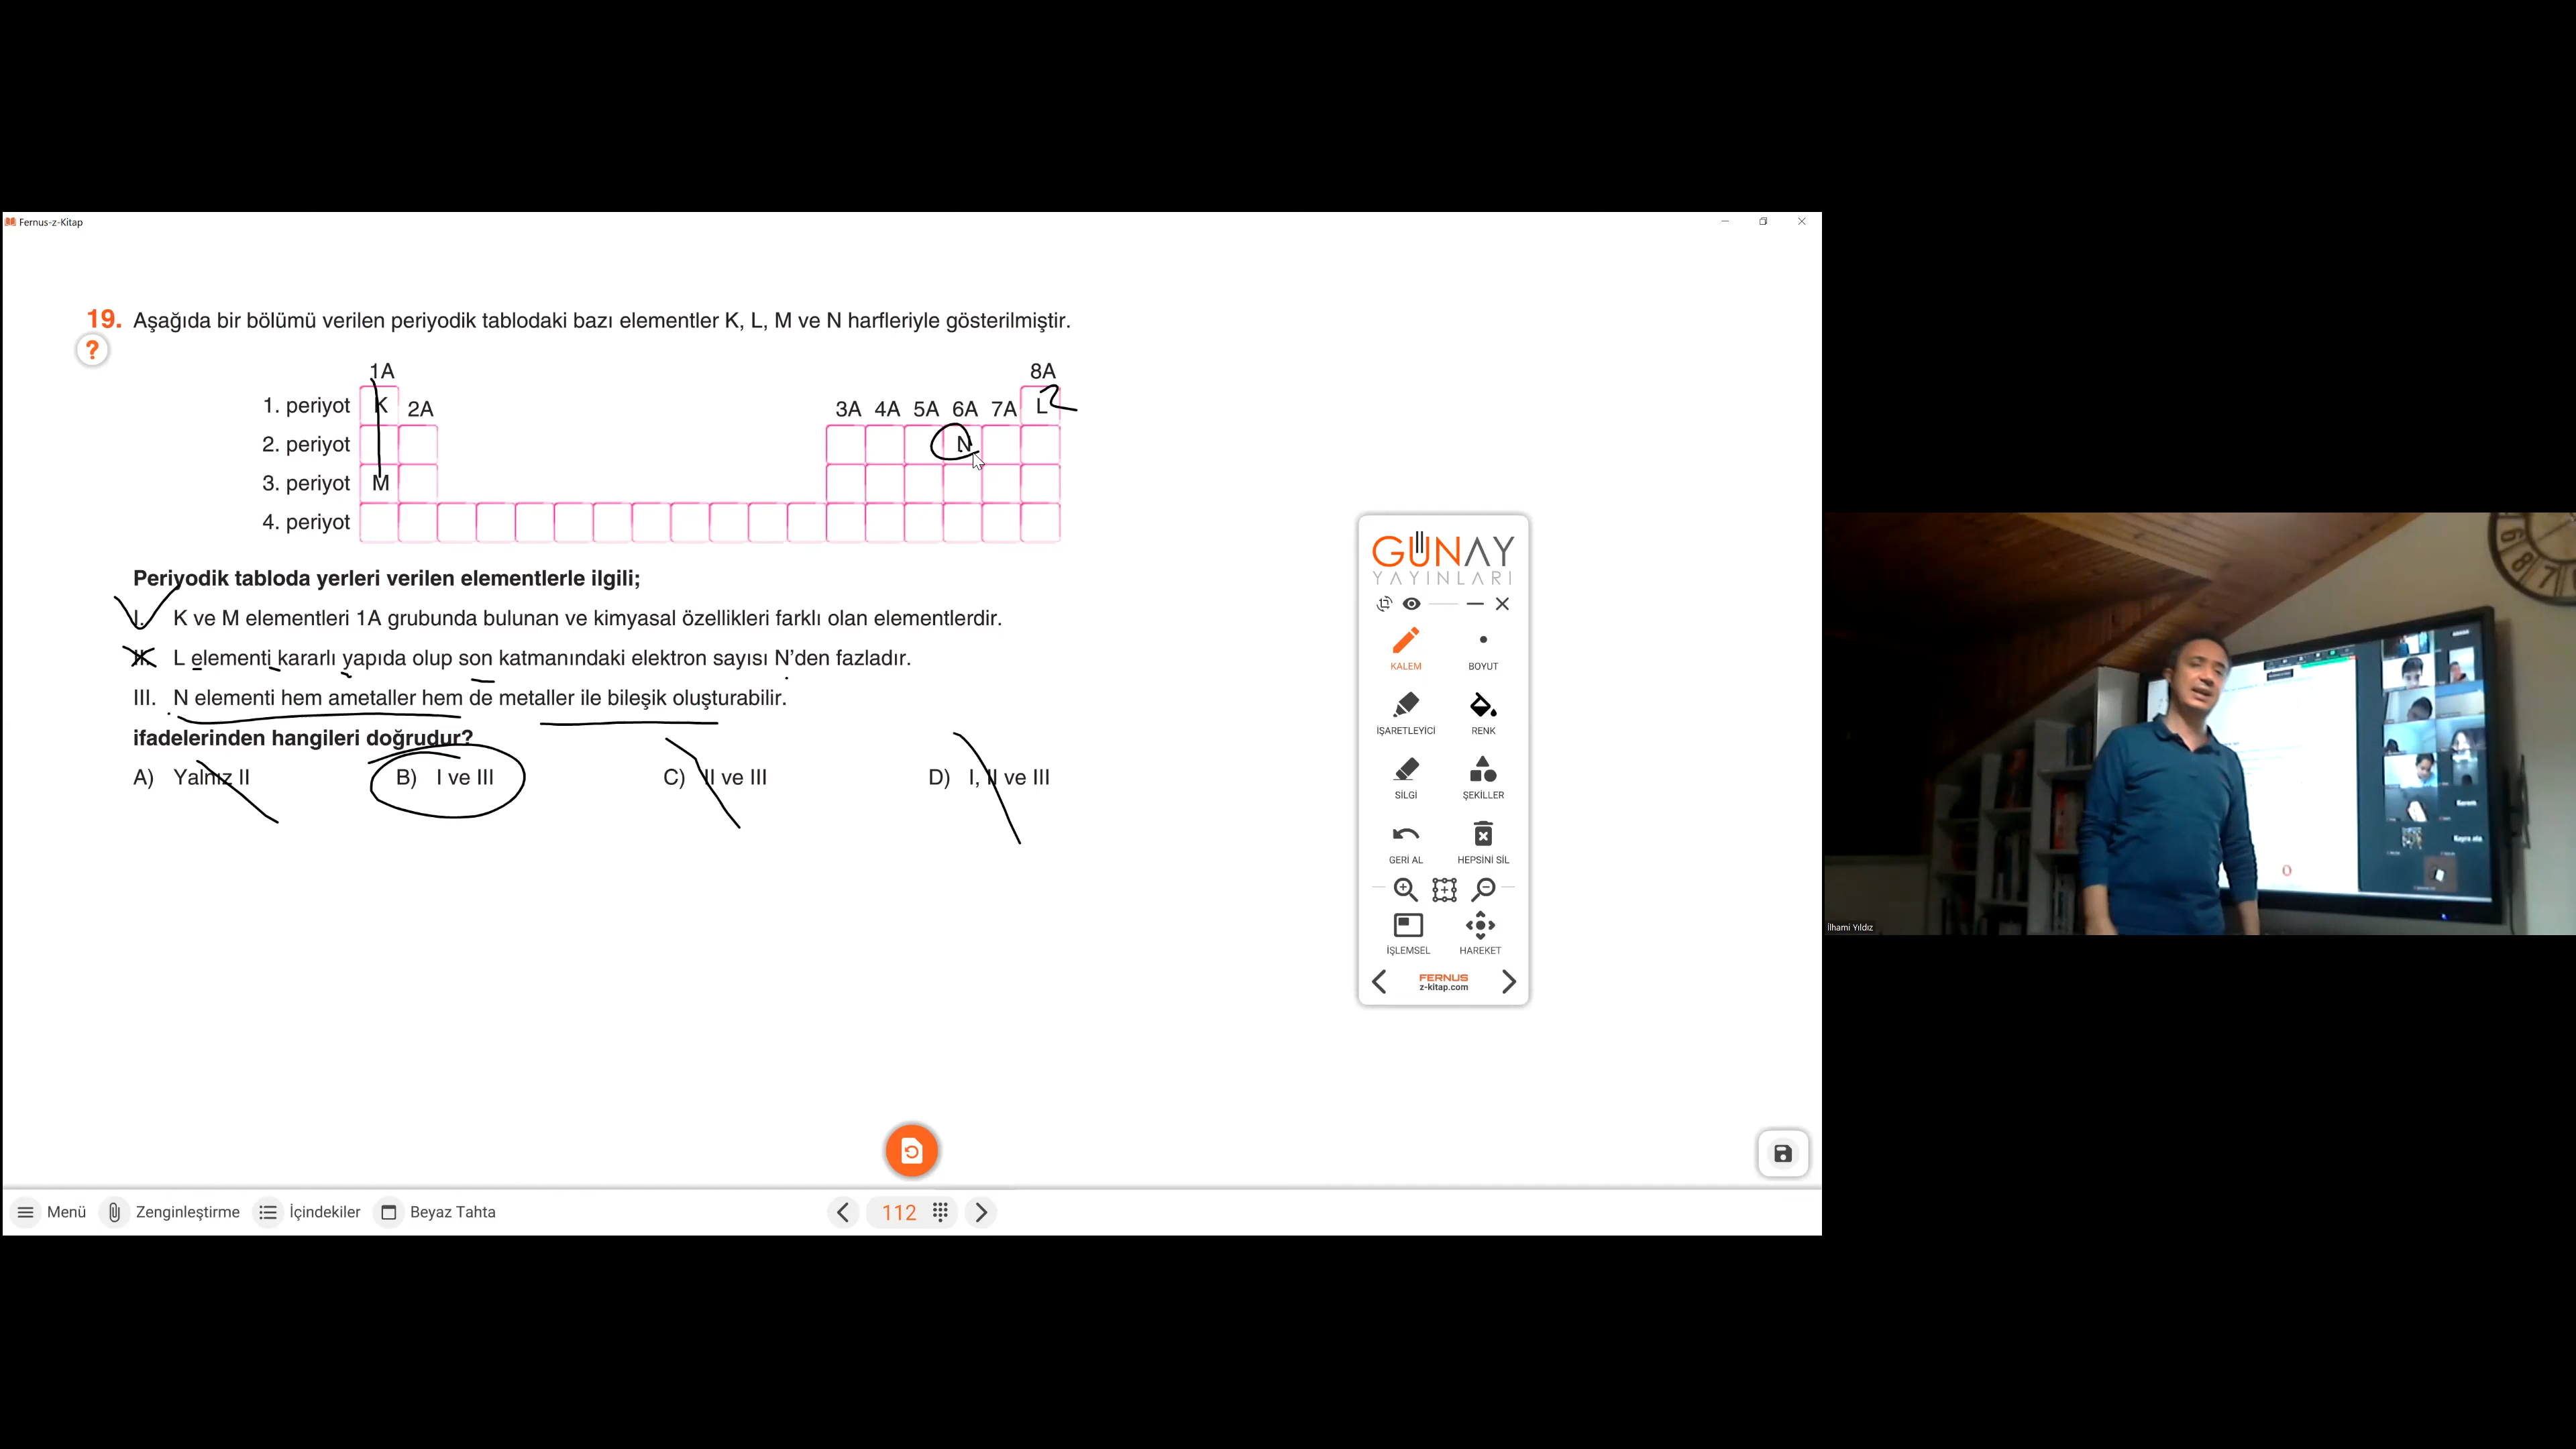 Fernus-z-Kitap
19. Aşağıda bir bölümü verilen periyodik tablodaki bazı elementler K, L, M ve N harfleriyle gösterilmiştir.
?
1A 8A
1. periyot K 2A 3A 4A 5A 6A 7A L 2
2. periyot N
3. periyot M
4. periyot
Periyodik tabloda yerleri verilen elementlerle ilgili;
I. K ve M elementleri 1A grubunda bulunan ve kimyasal özellikleri farklı olan elementlerdir.
II. L elementi kararlı yapıda olup son katmanındaki elektron sayısı N’den fazladır.
III. N elementi hem ametaller hem de metaller ile bileşik oluşturabilir.
ifadelerinden hangileri doğrudur?
A) Yalnız II B) I ve III C) II ve III D) I, II ve III
GÜNAY
YAYINLARI
KALEM BOYUT
İŞARETLEYİCİ RENK
SİLGİ ŞEKİLLER
GERİ AL HEPSİNİ SİL
İŞLEMSEL HAREKET
FERNUS
z-kitap.com
Menü Zenginleştirme İçindekiler Beyaz Tahta 112
İlhami Yıldız
Kerem
9 8 7